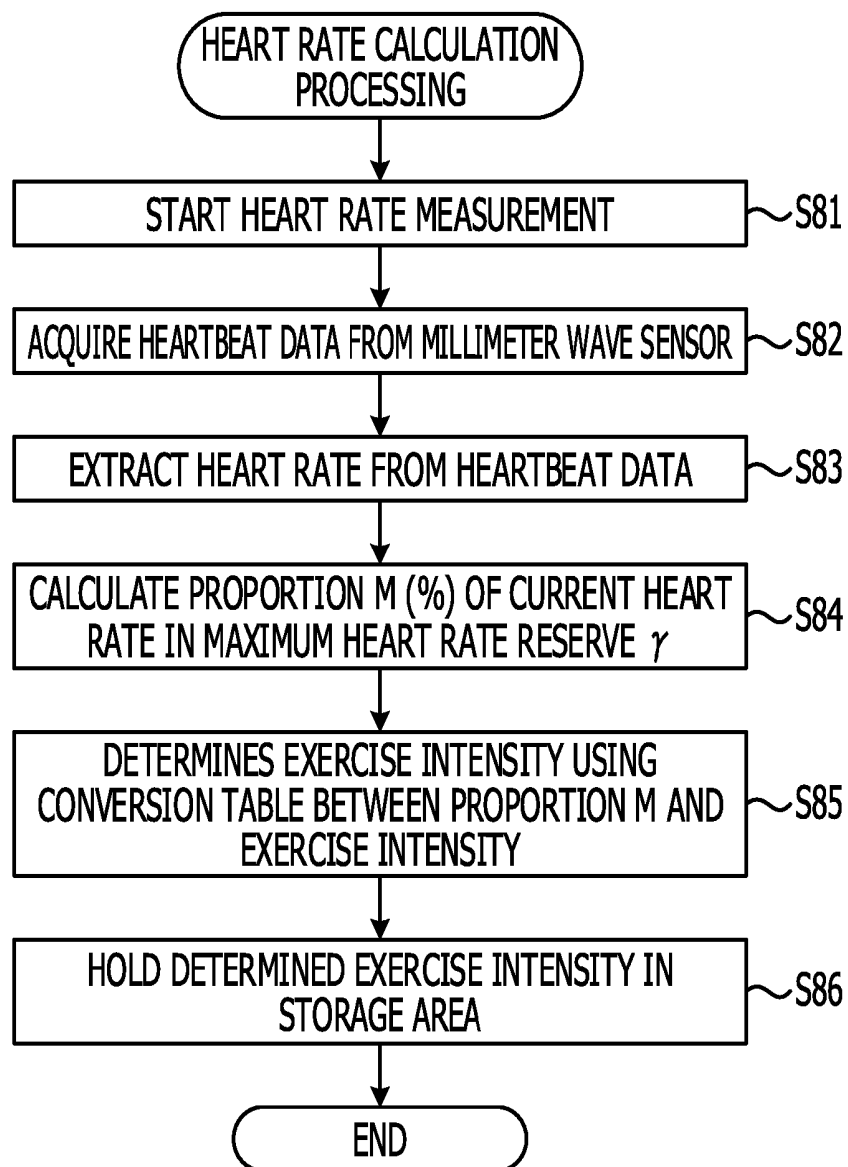 HEART RATE CALCULATION
PROCESSING
START HEART RATE MEASUREMENT
S81
ACQUIRE HEARTBEAT DATA FROM MILLIMETER WAVE SENSOR
S82
EXTRACT HEART RATE FROM HEARTBEAT DATA
S83
CALCULATE PROPORTION M (%) OF CURRENT HEART
RATE IN MAXIMUM HEART RATE RESERVE γ
S84
DETERMINES EXERCISE INTENSITY USING
CONVERSION TABLE BETWEEN PROPORTION M AND
EXERCISE INTENSITY
S85
HOLD DETERMINED EXERCISE INTENSITY IN
STORAGE AREA
S86
END